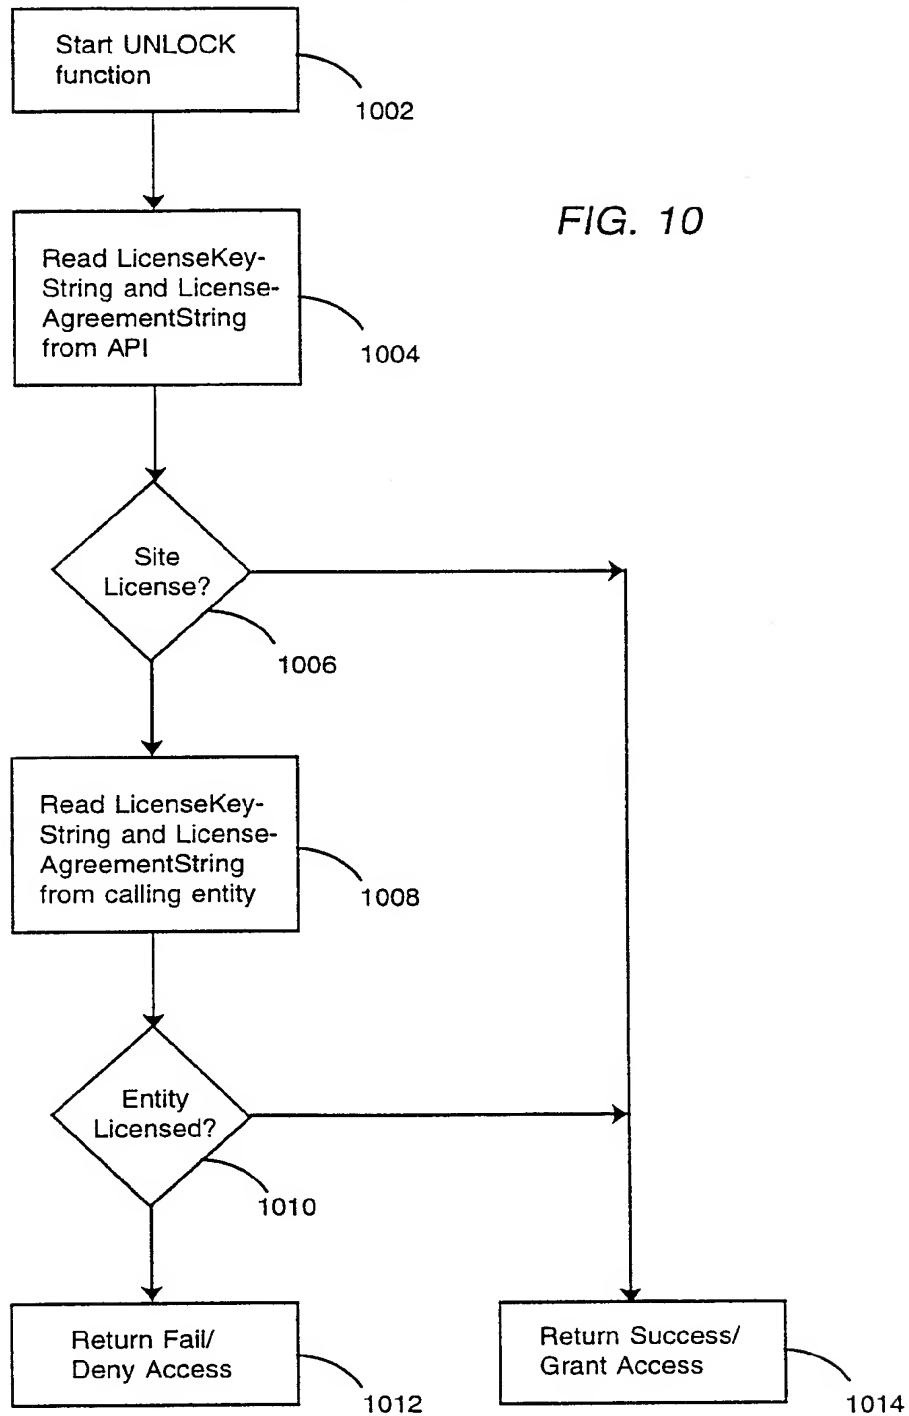 Start UNLOCK
function
1002
FIG. 10
Read LicenseKey-
String and License-
AgreementString
from API
1004
Site
License?
1006
Read LicenseKey-
String and License-
AgreementString
from calling entity
1008
Entity
Licensed?
1010
Return Fail/
Deny Access
1012
Return Success/
Grant Access
1014